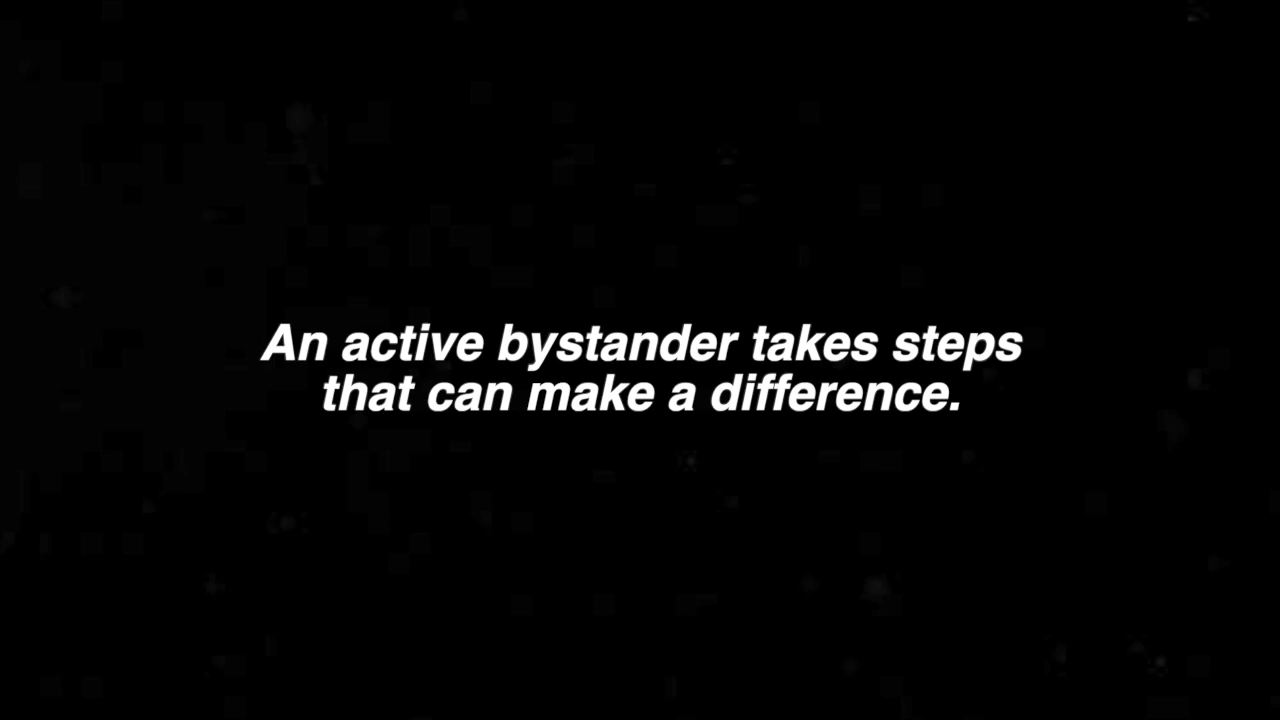 An active bystander takes steps
that can make a difference.